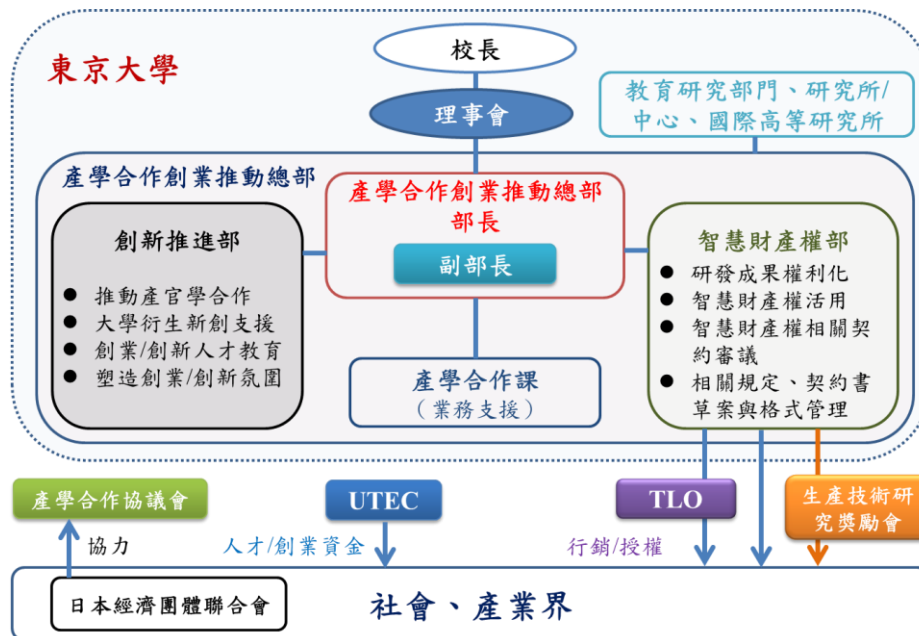 校長
東京大學
理事會
教育研究部門、研究所/
中心、國際高等研究所
產學合作創業推動總部
產學合作創業推動總部
部長
副部長
創新推進部
● 推動產官學合作
● 大學衍生新創支援
● 創業/創新人才教育
● 塑造創業/創新氛圍
產學合作課
（業務支援）
智慧財產權部
● 研發成果權利化
● 智慧財產權活用
● 智慧財產權相關契
約審議
● 相關規定、契約書
草案與格式管理
產學合作協議會
UTEC
TLO
生產技術研
究獎勵會
協力
人才/創業資金
行銷/授權
日本經濟團體聯合會
社會、產業界